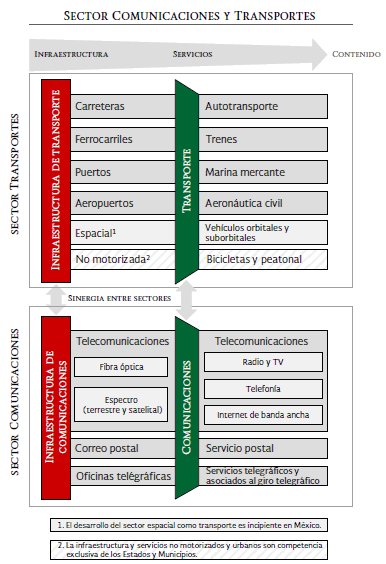 SECTOR COMUNICACIONES Y TRANSPORTES
INFRAESTRUCTURA
SERVICIOS
CONTENIDO
SECTOR TRANSPORTES
INFRAESTRUCTURA DE TRANSPORTE
TRANSPORTE
Carreteras
Autotransporte
Ferrocarriles
Trenes
Puertos
Marina mercante
Aeropuertos
Aeronáutica civil
Espacial¹
Vehículos orbitales y
suborbitales
No motorizada²
Bicicletas y peatonal
SINERGIA ENTRE SECTORES
SECTOR COMUNICACIONES
INFRAESTRUCTURA DE
COMUNICACIONES
COMUNICACIONES
Telecomunicaciones
Fibra óptica
Espectro
(terrestre y satelital)
Telecomunicaciones
Radio y TV
Telefonía
Internet de banda ancha
Correo postal
Servicio postal
Oficinas telégráficas
Servicios telegráficos y
asociados al giro telegráfico
1. El desarrollo del sector espacial como transporte es incipiente en México.
2. La infraestructura y servicios no motorizados y urbanos son competencia
exclusiva de los Estados y Municipios.